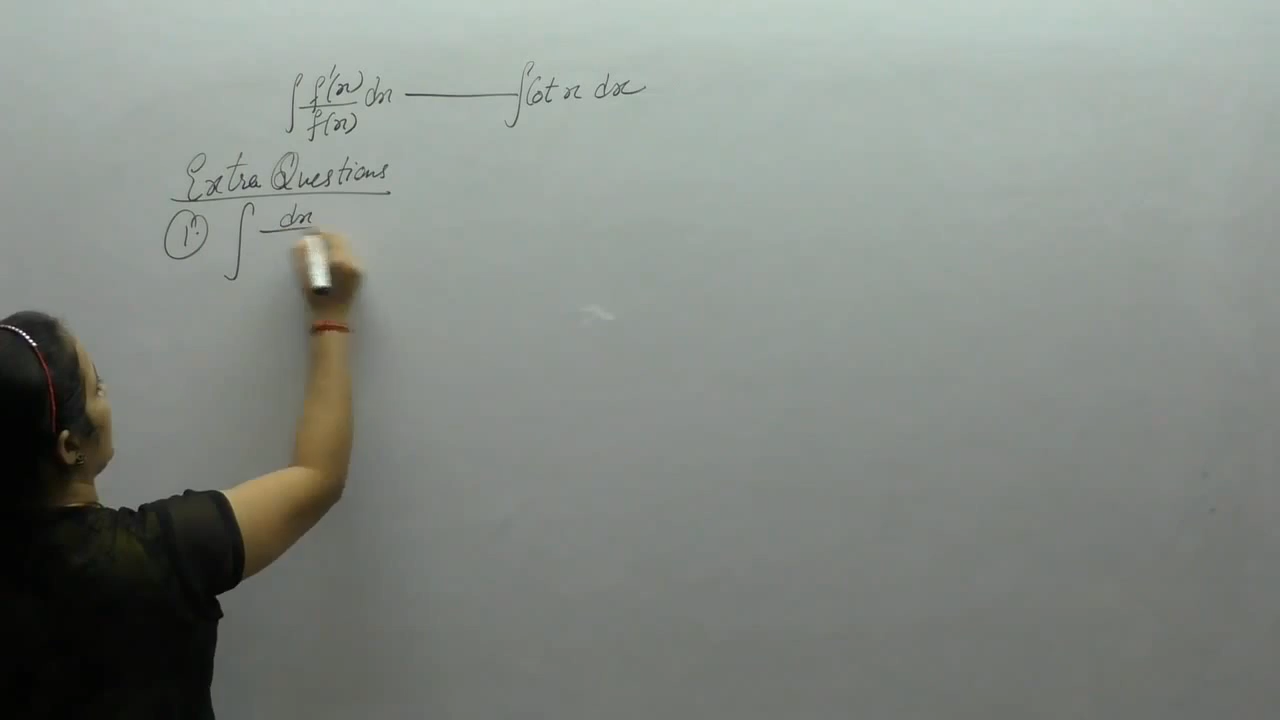 ∫ f'(x)/f(x) dx —— ∫ Cot x dx
Extra Questions
1. ∫ dx